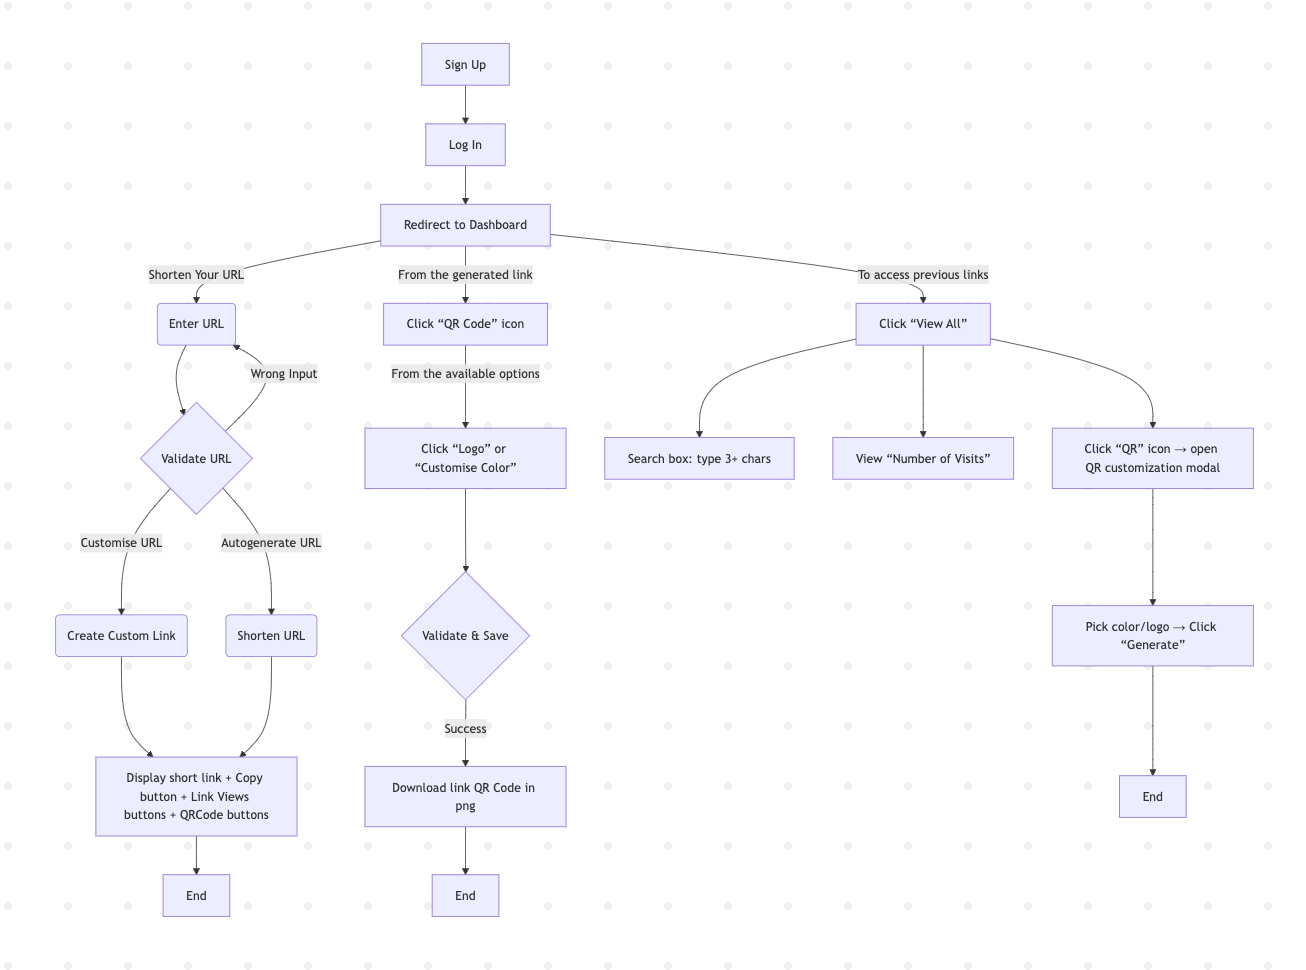 Sign Up
Log In
Redirect to Dashboard
Shorten Your URL
From the generated link
To access previous links
Enter URL
Click “QR Code” icon
Click “View All”
Wrong Input
From the available options
Validate URL
Click “Logo” or
“Customise Color”
Search box: type 3+ chars
View “Number of Visits”
Click “QR” icon → open
QR customization modal
Customise URL
Autogenerate URL
Create Custom Link
Shorten URL
Validate & Save
Pick color/logo → Click
“Generate”
Success
Display short link + Copy
button + Link Views
buttons + QRCode buttons
Download link QR Code in
png
End
End
End